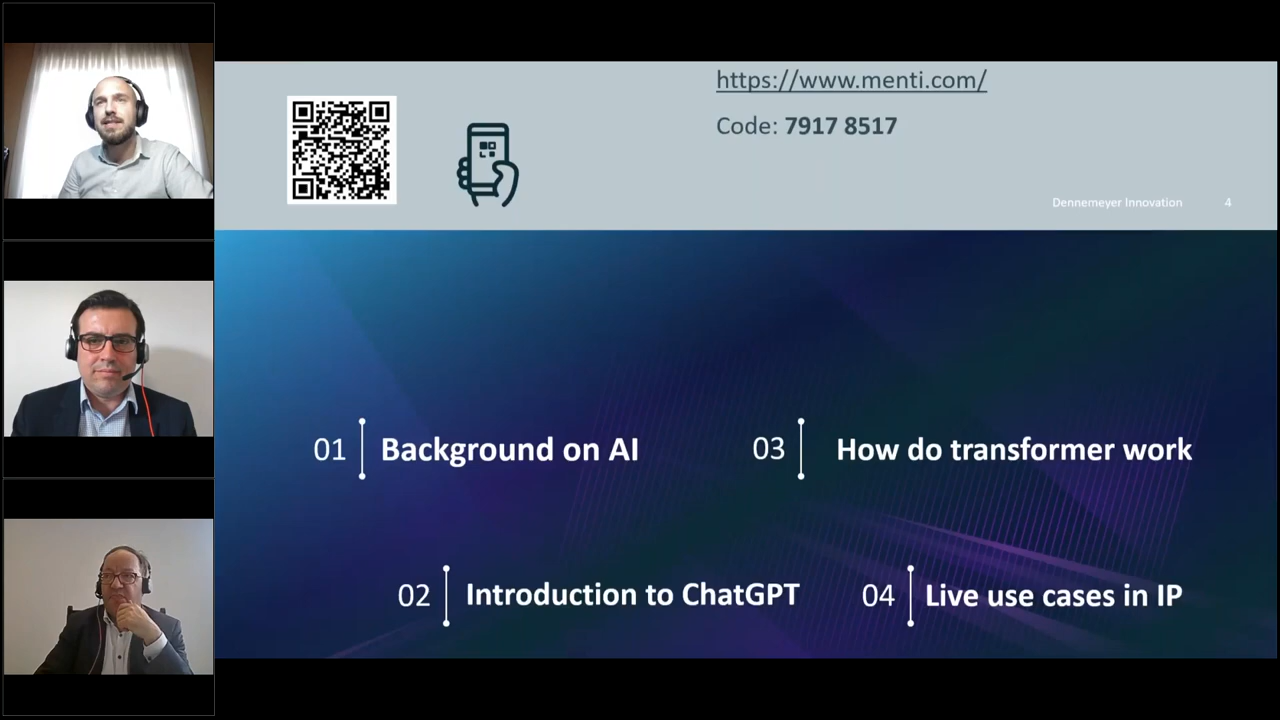 https://www.menti.com/
Code: 7917 8517
Dennemeyer Innovation 4
01 Background on AI
03 How do transformer work
02 Introduction to ChatGPT
04 Live use cases in IP